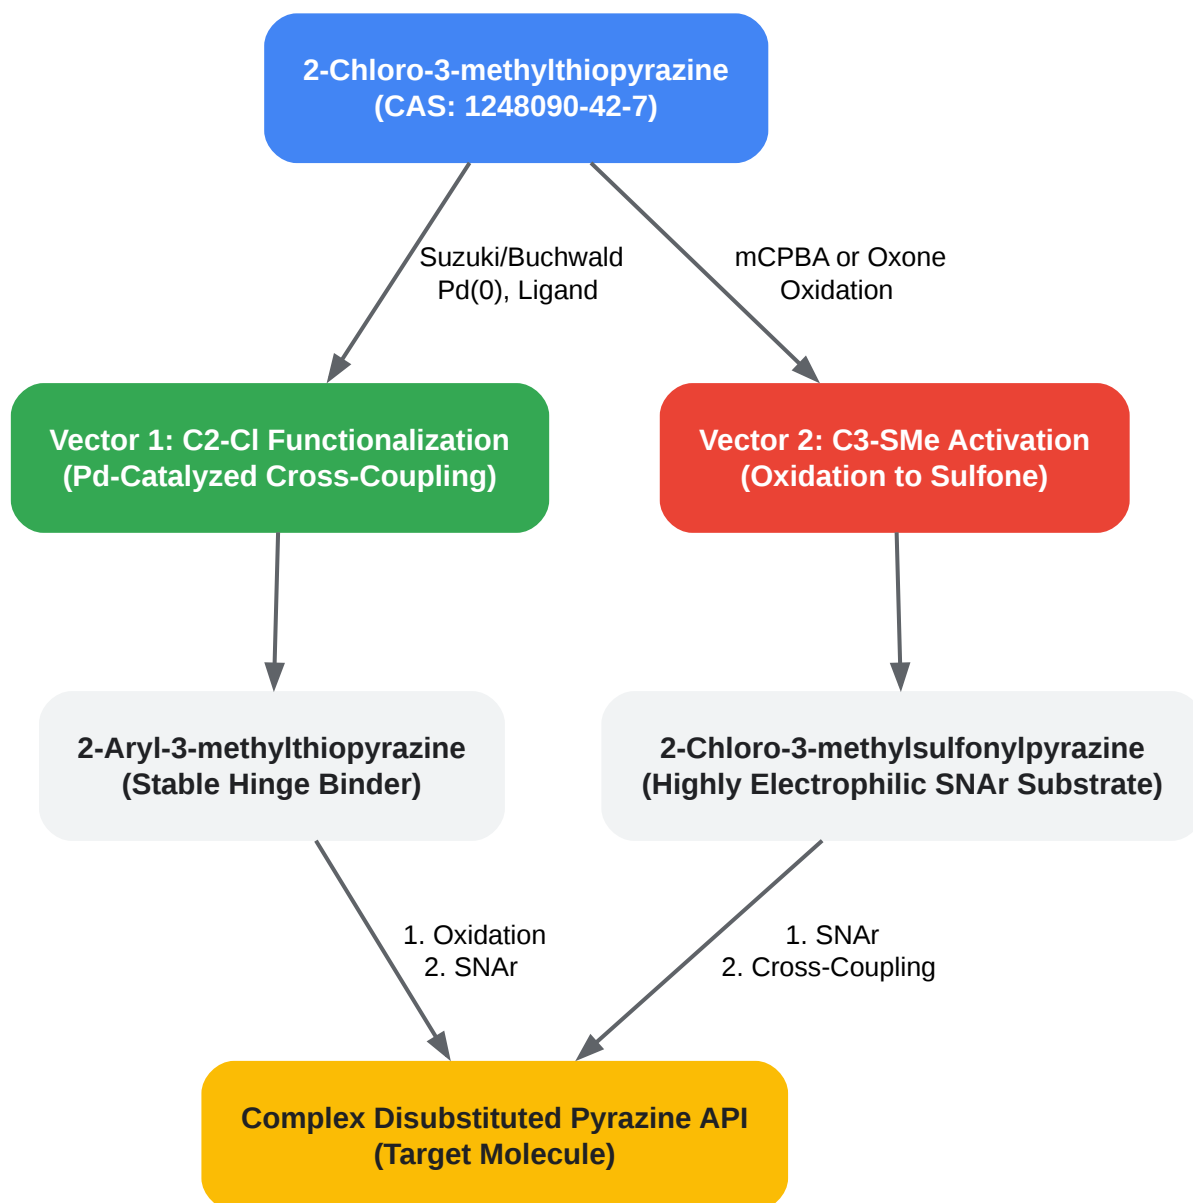 2-Chloro-3-methylthiopyrazine
(CAS: 1248090-42-7)
Suzuki/Buchwald
Pd(0), Ligand
mCPBA or Oxone
Oxidation
Vector 1: C2-Cl Functionalization
(Pd-Catalyzed Cross-Coupling)
Vector 2: C3-SMe Activation
(Oxidation to Sulfone)
2-Aryl-3-methylthiopyrazine
(Stable Hinge Binder)
2-Chloro-3-methylsulfonylpyrazine
(Highly Electrophilic SNAr Substrate)
1. Oxidation
2. SNAr
1. SNAr
2. Cross-Coupling
Complex Disubstituted Pyrazine API
(Target Molecule)